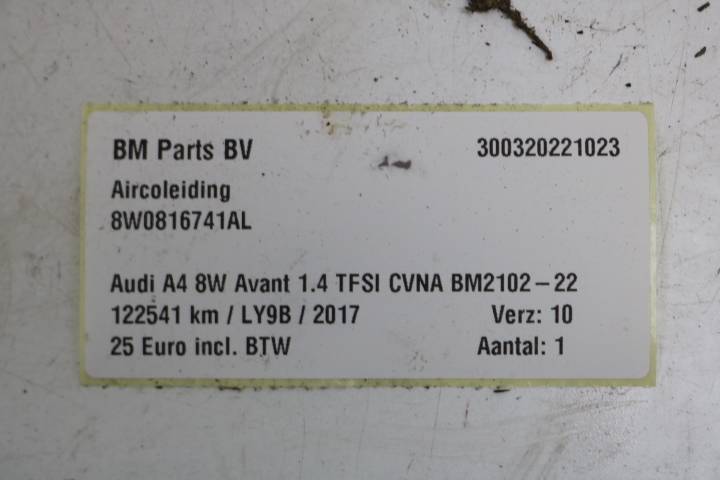 BM Parts BV 300320221023
Aircoleiding
8W0816741AL
Audi A4 8W Avant 1.4 TFSI CVNA BM2102-22
122541 km / LY9B / 2017 Verz: 10
25 Euro incl. BTW Aantal: 1